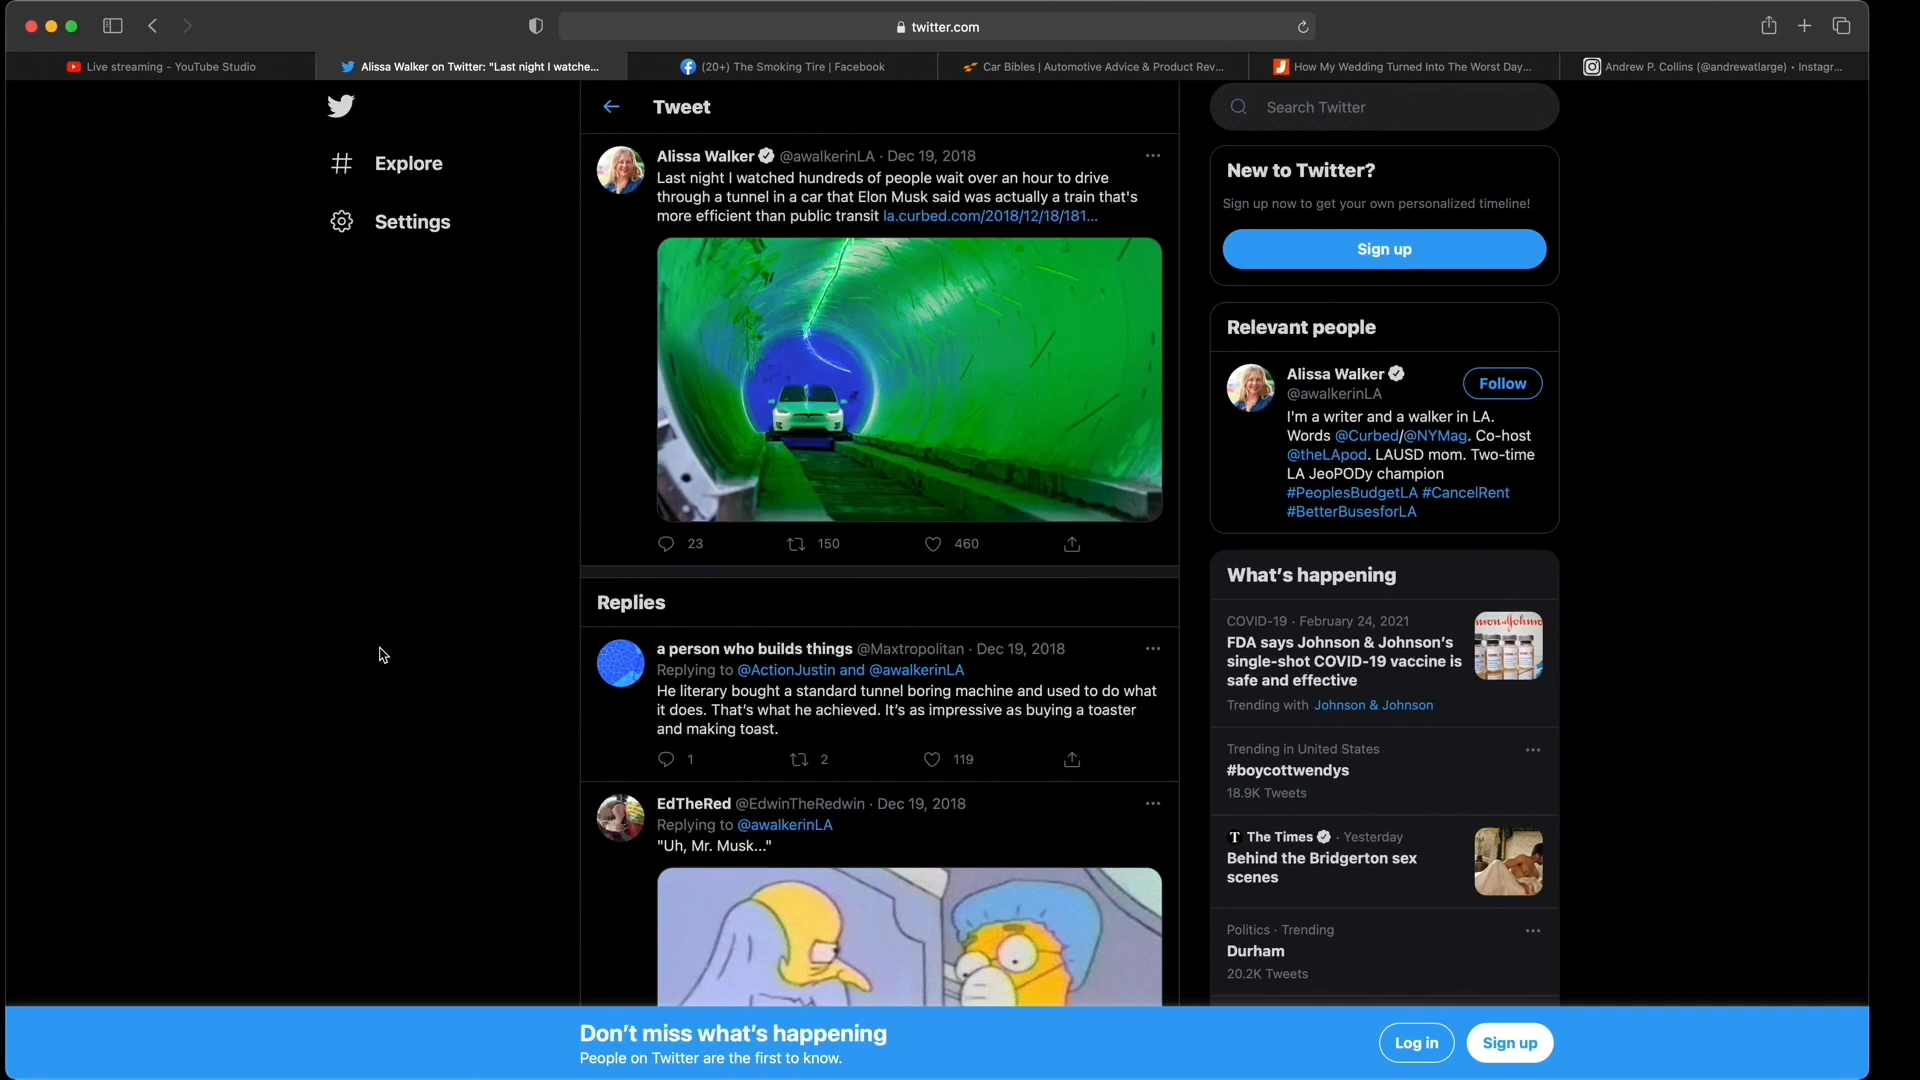 twitter.com
Live streaming - YouTube Studio
Alissa Walker on Twitter: "Last night I watche...
(20+) The Smoking Tire | Facebook
Car Bibles | Automotive Advice & Product Rev...
How My Wedding Turned Into The Worst Day...
Andrew P. Collins (@andrewatlarge) • Instagr...
Explore
Settings
Tweet
Alissa Walker @awalkerinLA · Dec 19, 2018
Last night I watched hundreds of people wait over an hour to drive
through a tunnel in a car that Elon Musk said was actually a train that's
more efficient than public transit la.curbed.com/2018/12/18/181...
23 150 460
Replies
a person who builds things @Maxtropolitan · Dec 19, 2018
Replying to @ActionJustin and @awalkerinLA
He literary bought a standard tunnel boring machine and used to do what
it does. That's what he achieved. It's as impressive as buying a toaster
and making toast.
1 2 119
EdTheRed @EdwinTheRedwin · Dec 19, 2018
Replying to @awalkerinLA
"Uh, Mr. Musk..."
Search Twitter
New to Twitter?
Sign up now to get your own personalized timeline!
Sign up
Relevant people
Alissa Walker
@awalkerinLA
Follow
I'm a writer and a walker in LA.
Words @Curbed/@NYMag. Co-host
@theLApod. LAUSD mom. Two-time
LA JeoPODy champion
#PeoplesBudgetLA #CancelRent
#BetterBusesforLA
What's happening
COVID-19 · February 24, 2021
FDA says Johnson & Johnson's
single-shot COVID-19 vaccine is
safe and effective
Trending with Johnson & Johnson
Trending in United States
#boycottwendys
18.9K Tweets
The Times · Yesterday
Behind the Bridgerton sex
scenes
Politics · Trending
Durham
20.2K Tweets
Don't miss what's happening
People on Twitter are the first to know.
Log in
Sign up